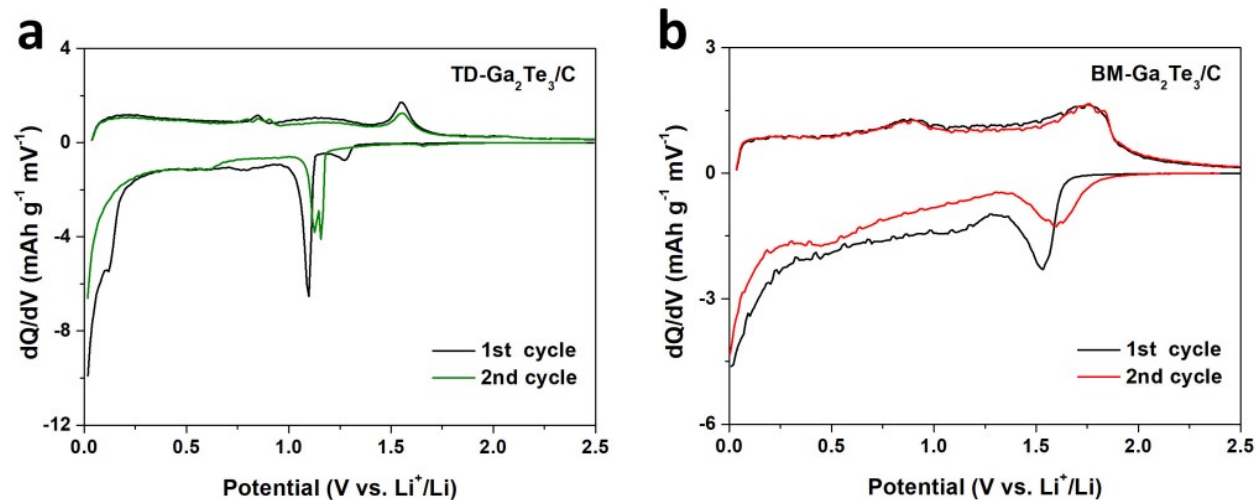 a
4
0
-4
-8
-12
0.0
0.5
1.0
1.5
2.0
2.5
dQ/dV (mAh g⁻¹ mV⁻¹)
Potential (V vs. Li⁺/Li)
TD-Ga₂Te₃/C
1st cycle
2nd cycle
b
3
0
-3
-6
0.0
0.5
1.0
1.5
2.0
2.5
dQ/dV (mAh g⁻¹ mV⁻¹)
Potential (V vs. Li⁺/Li)
BM-Ga₂Te₃/C
1st cycle
2nd cycle